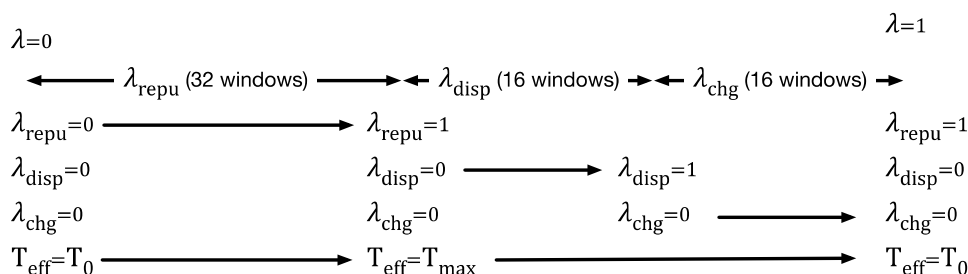 λ=0 λ=1
λrepu (32 windows) λdisp (16 windows) λchg (16 windows)
λrepu=0 λrepu=1 λrepu=1
λdisp=0 λdisp=0 λdisp=1 λdisp=0
λchg=0 λchg=0 λchg=0 λchg=0
Teff=T0 Teff=Tmax Teff=T0